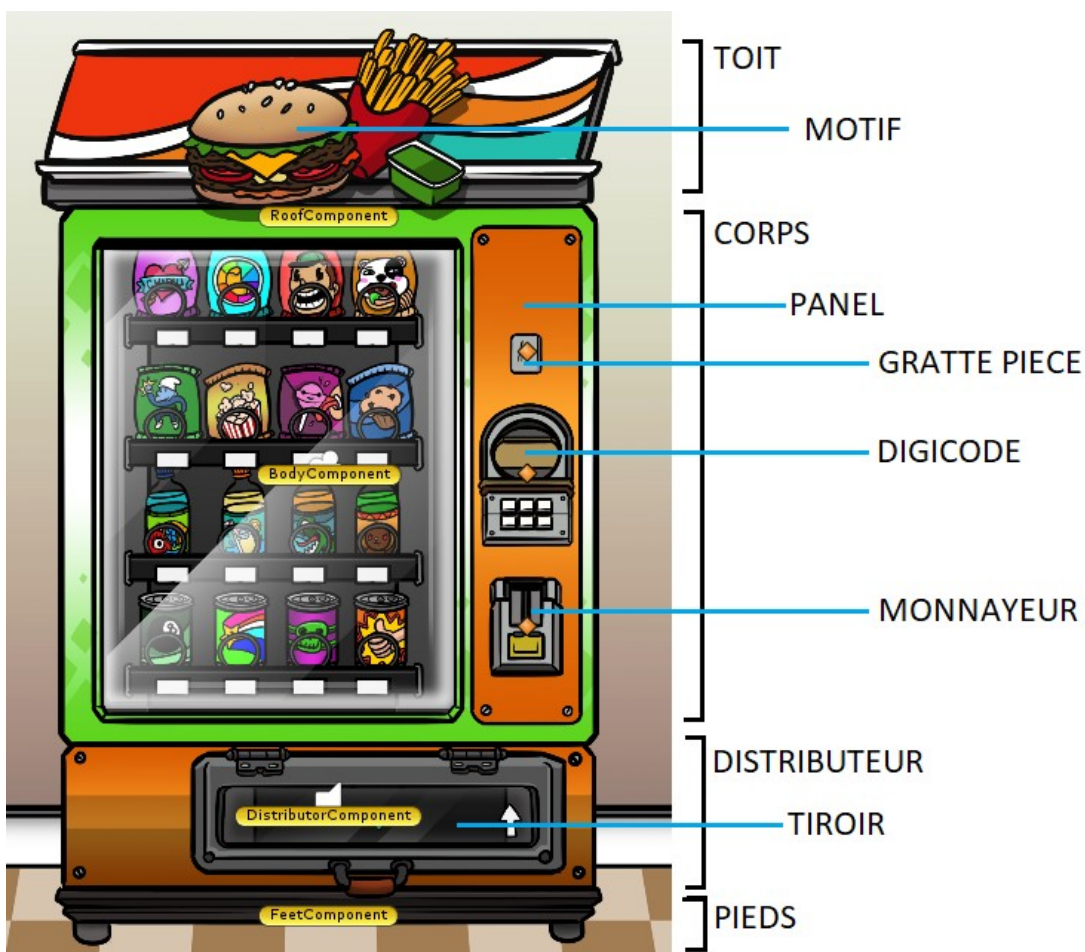 TOIT
MOTIF
RoofComponent
CORPS
PANEL
GRATTE PIECE
DIGICODE
BodyComponent
MONNAYEUR
DISTRIBUTEUR
DistributorComponent
TIROIR
FeetComponent
PIEDS